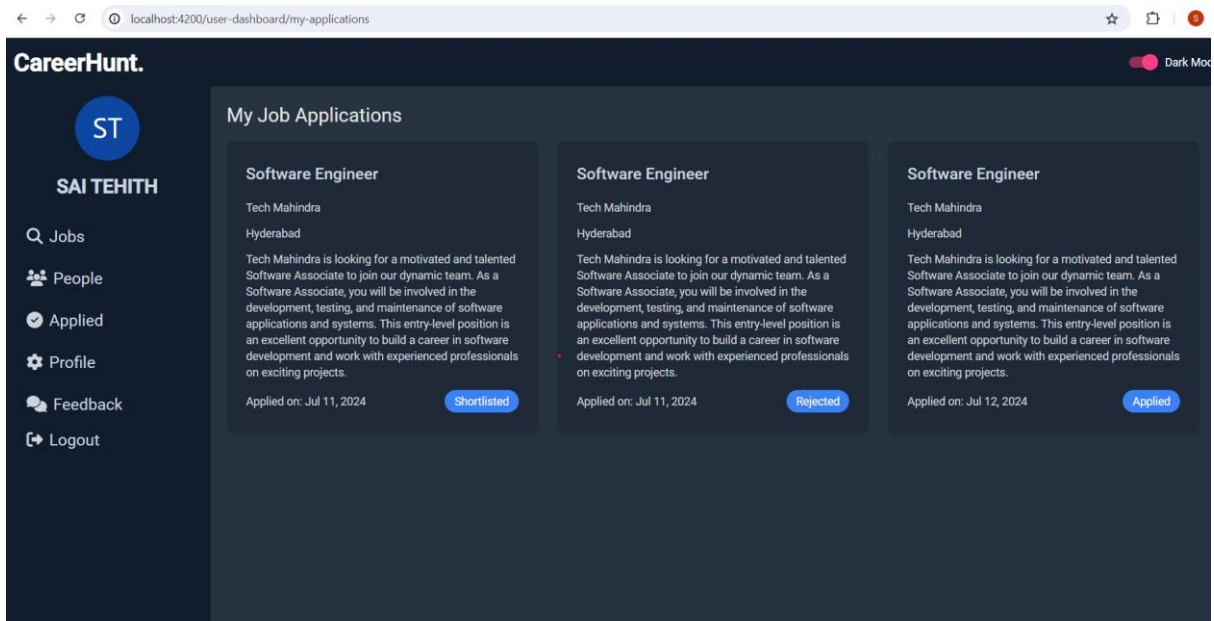 localhost:4200/user-dashboard/my-applications
S
CareerHunt.
Dark Mod
ST
SAI TEHITH
Jobs
People
Applied
Profile
Feedback
Logout
My Job Applications
Software Engineer
Tech Mahindra
Hyderabad
Tech Mahindra is looking for a motivated and talented
Software Associate to join our dynamic team. As a
Software Associate, you will be involved in the
development, testing, and maintenance of software
applications and systems. This entry-level position is
an excellent opportunity to build a career in software
development and work with experienced professionals
on exciting projects.
Applied on: Jul 11, 2024 Shortlisted
Software Engineer
Tech Mahindra
Hyderabad
Tech Mahindra is looking for a motivated and talented
Software Associate to join our dynamic team. As a
Software Associate, you will be involved in the
development, testing, and maintenance of software
applications and systems. This entry-level position is
an excellent opportunity to build a career in software
development and work with experienced professionals
on exciting projects.
Applied on: Jul 11, 2024 Rejected
Software Engineer
Tech Mahindra
Hyderabad
Tech Mahindra is looking for a motivated and talented
Software Associate to join our dynamic team. As a
Software Associate, you will be involved in the
development, testing, and maintenance of software
applications and systems. This entry-level position is
an excellent opportunity to build a career in software
development and work with experienced professionals
on exciting projects.
Applied on: Jul 12, 2024 Applied